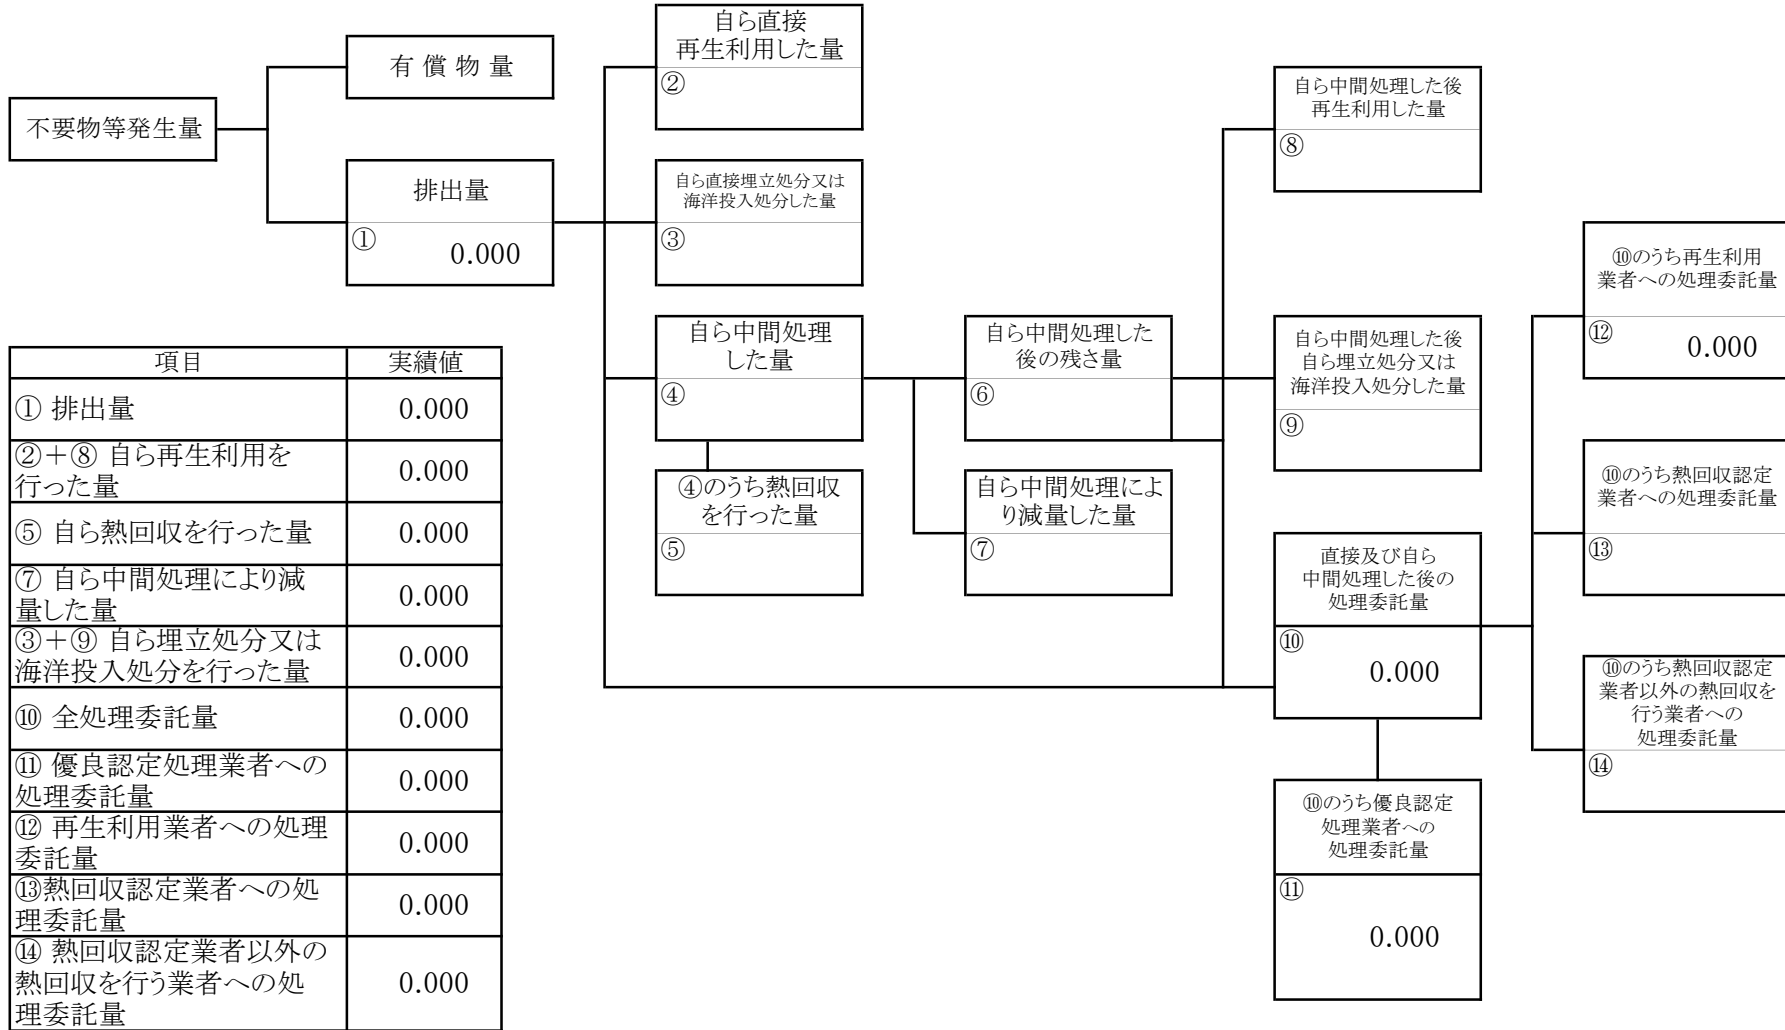 自ら直接
再生利用した量
②
有 償 物 量
不要物等発生量
排出量
①
0.000
自ら直接埋立処分又は
海洋投入処分した量
③
自ら中間処理した後
再生利用した量
⑧
自ら中間処理
した量
④
自ら中間処理した
後の残さ量
⑥
自ら中間処理した後
自ら埋立処分又は
海洋投入処分した量
⑨
⑩のうち再生利用
業者への処理委託量
⑫
0.000
④のうち熱回収
を行った量
⑤
自ら中間処理によ
り減量した量
⑦
⑩のうち熱回収認定
業者への処理委託量
⑬
直接及び自ら
中間処理した後の
処理委託量
⑩
0.000
⑩のうち熱回収認定
業者以外の熱回収を
行う業者への
処理委託量
⑭
⑩のうち優良認定
処理業者への
処理委託量
⑪
0.000
項目 実績値
① 排出量 0.000
②＋⑧ 自ら再生利用を
行った量 0.000
⑤ 自ら熱回収を行った量 0.000
⑦ 自ら中間処理により減
量した量 0.000
③＋⑨ 自ら埋立処分又は
海洋投入処分を行った量 0.000
⑩ 全処理委託量 0.000
⑪ 優良認定処理業者への
処理委託量 0.000
⑫ 再生利用業者への処理
委託量 0.000
⑬熱回収認定業者への処
理委託量 0.000
⑭ 熱回収認定業者以外の
熱回収を行う業者への処
理委託量 0.000